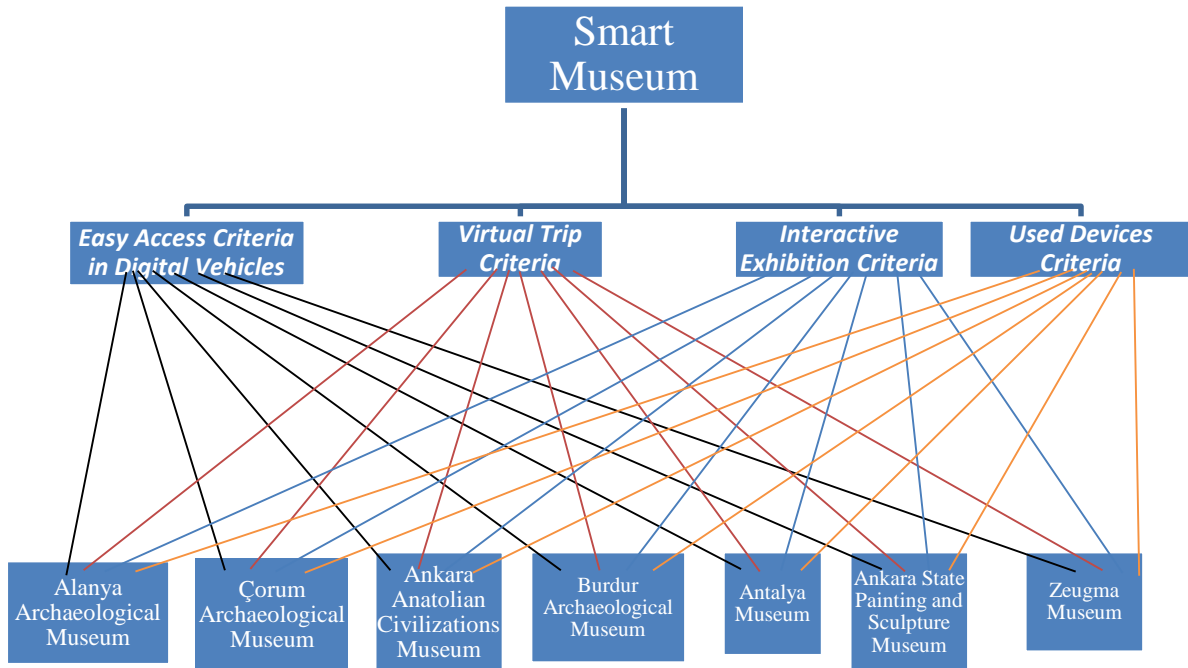 Smart
Museum
Easy Access Criteria
in Digital Vehicles
Virtual Trip
Criteria
Interactive
Exhibition Criteria
Used Devices
Criteria
Alanya
Archaeological
Museum
Çorum
Archaeological
Museum
Ankara
Anatolian
Civilizations
Museum
Burdur
Archaeological
Museum
Antalya
Museum
Ankara State
Painting and
Sculpture
Museum
Zeugma
Museum